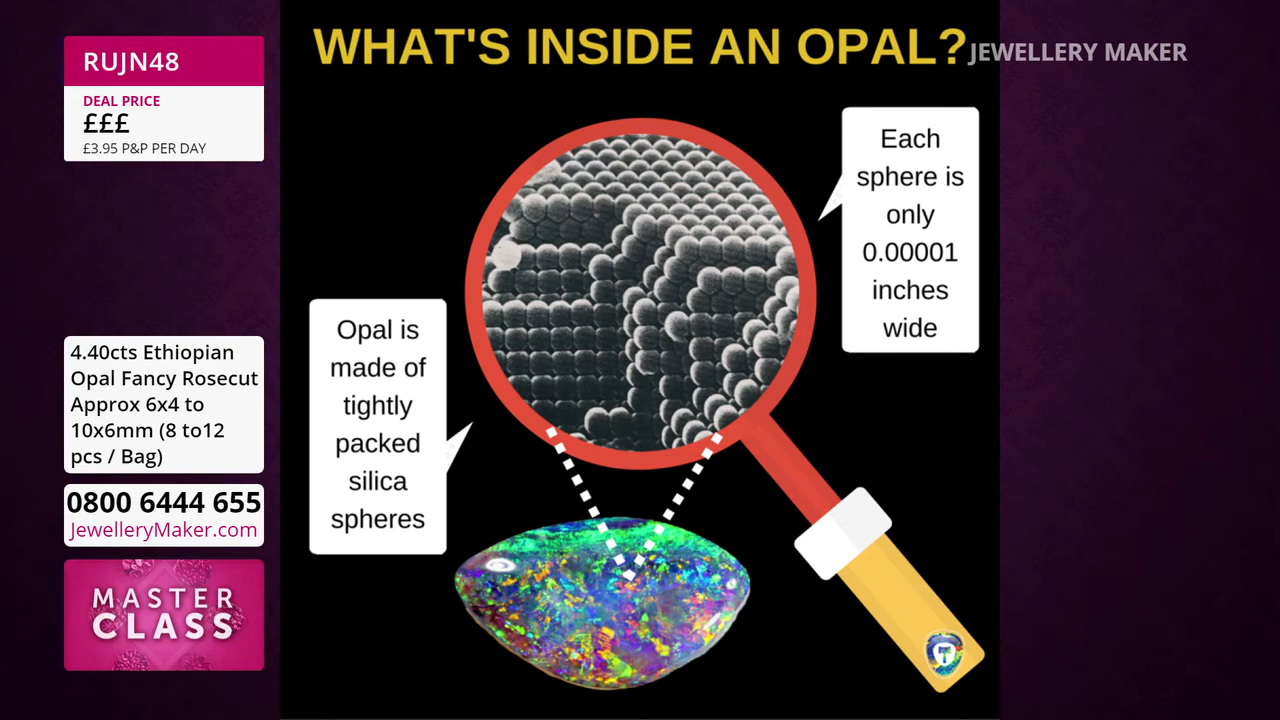 RUJN48
DEAL PRICE
£££
£3.95 P&P PER DAY
4.40cts Ethiopian
Opal Fancy Rosecut
Approx 6x4 to
10x6mm (8 to12
pcs / Bag)
0800 6444 655
JewelleryMaker.com
MASTER
CLASS
WHAT'S INSIDE AN OPAL?
JEWELLERY MAKER
Each
sphere is
only
0.00001
inches
wide
Opal is
made of
tightly
packed
silica
spheres